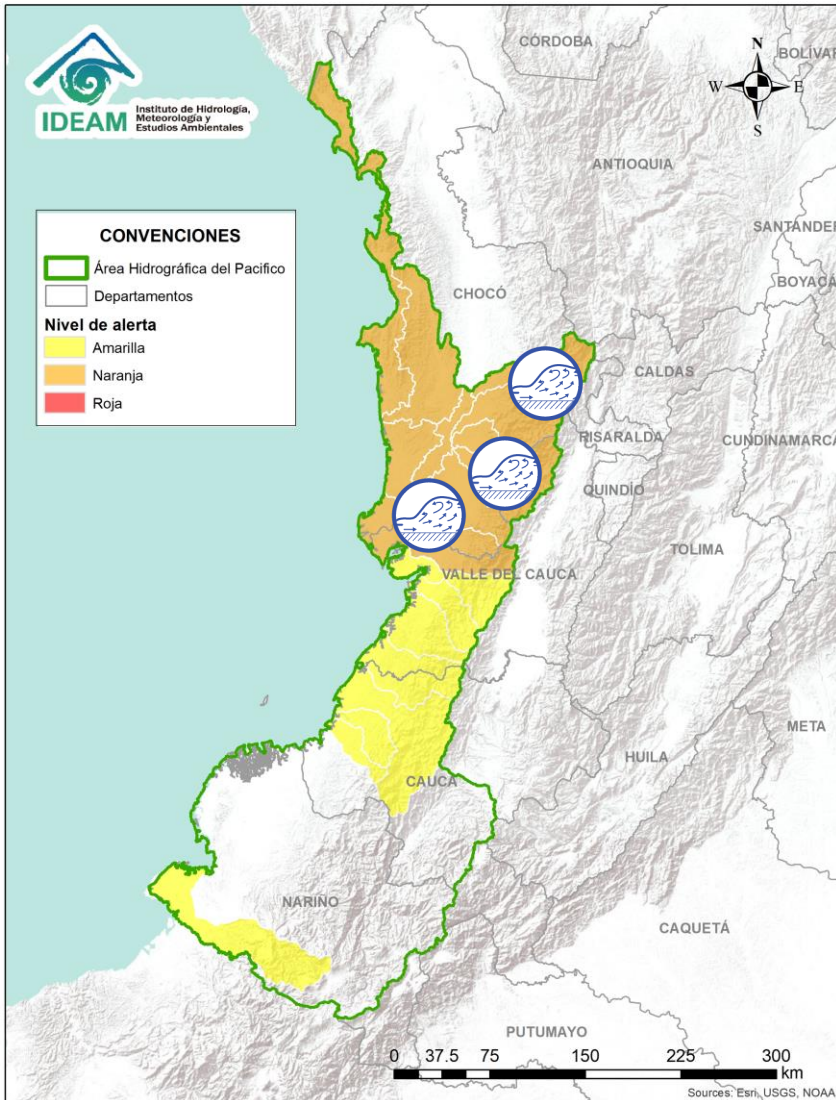 IDEAM
Instituto de Hidrología,
Meteorología y
Estudios Ambientales
CÓRDOBA
BOLÍVAR
N
W
E
S
ANTIOQUIA
SANTANDER
BOYACÁ
CONVENCIONES
Área Hidrográfica del Pacifico
Departamentos
Nivel de alerta
Amarilla
Naranja
Roja
CHOCÓ
CALDAS
RISARALDA
CUNDINAMARCA
QUINDÍO
TOLIMA
VALLE DEL CAUCA
META
HUILA
CAUCA
NARIÑO
CAQUETÁ
PUTUMAYO
0 37.5 75 150 225 300
km
Sources: Esri, USGS, NOAA